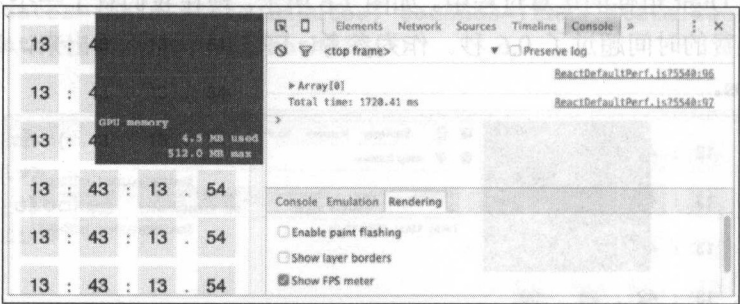 13 : 43
13 :
13 : 4
13 : 43 : 13 . 54
13 : 43 : 13 . 54
13 : 43 : 13 . 54
GPU memory
4.5 MB used
512.0 MB max
Elements Network Sources Timeline Console » ⋮ ×
<top frame> ▼ Preserve log
ReactDefaultPerf.js?5540:96
▶ Array[0]
Total time: 1720.41 ms ReactDefaultPerf.js?5540:97
>
Console Emulation Rendering
Enable paint flashing
Show layer borders
Show FPS meter